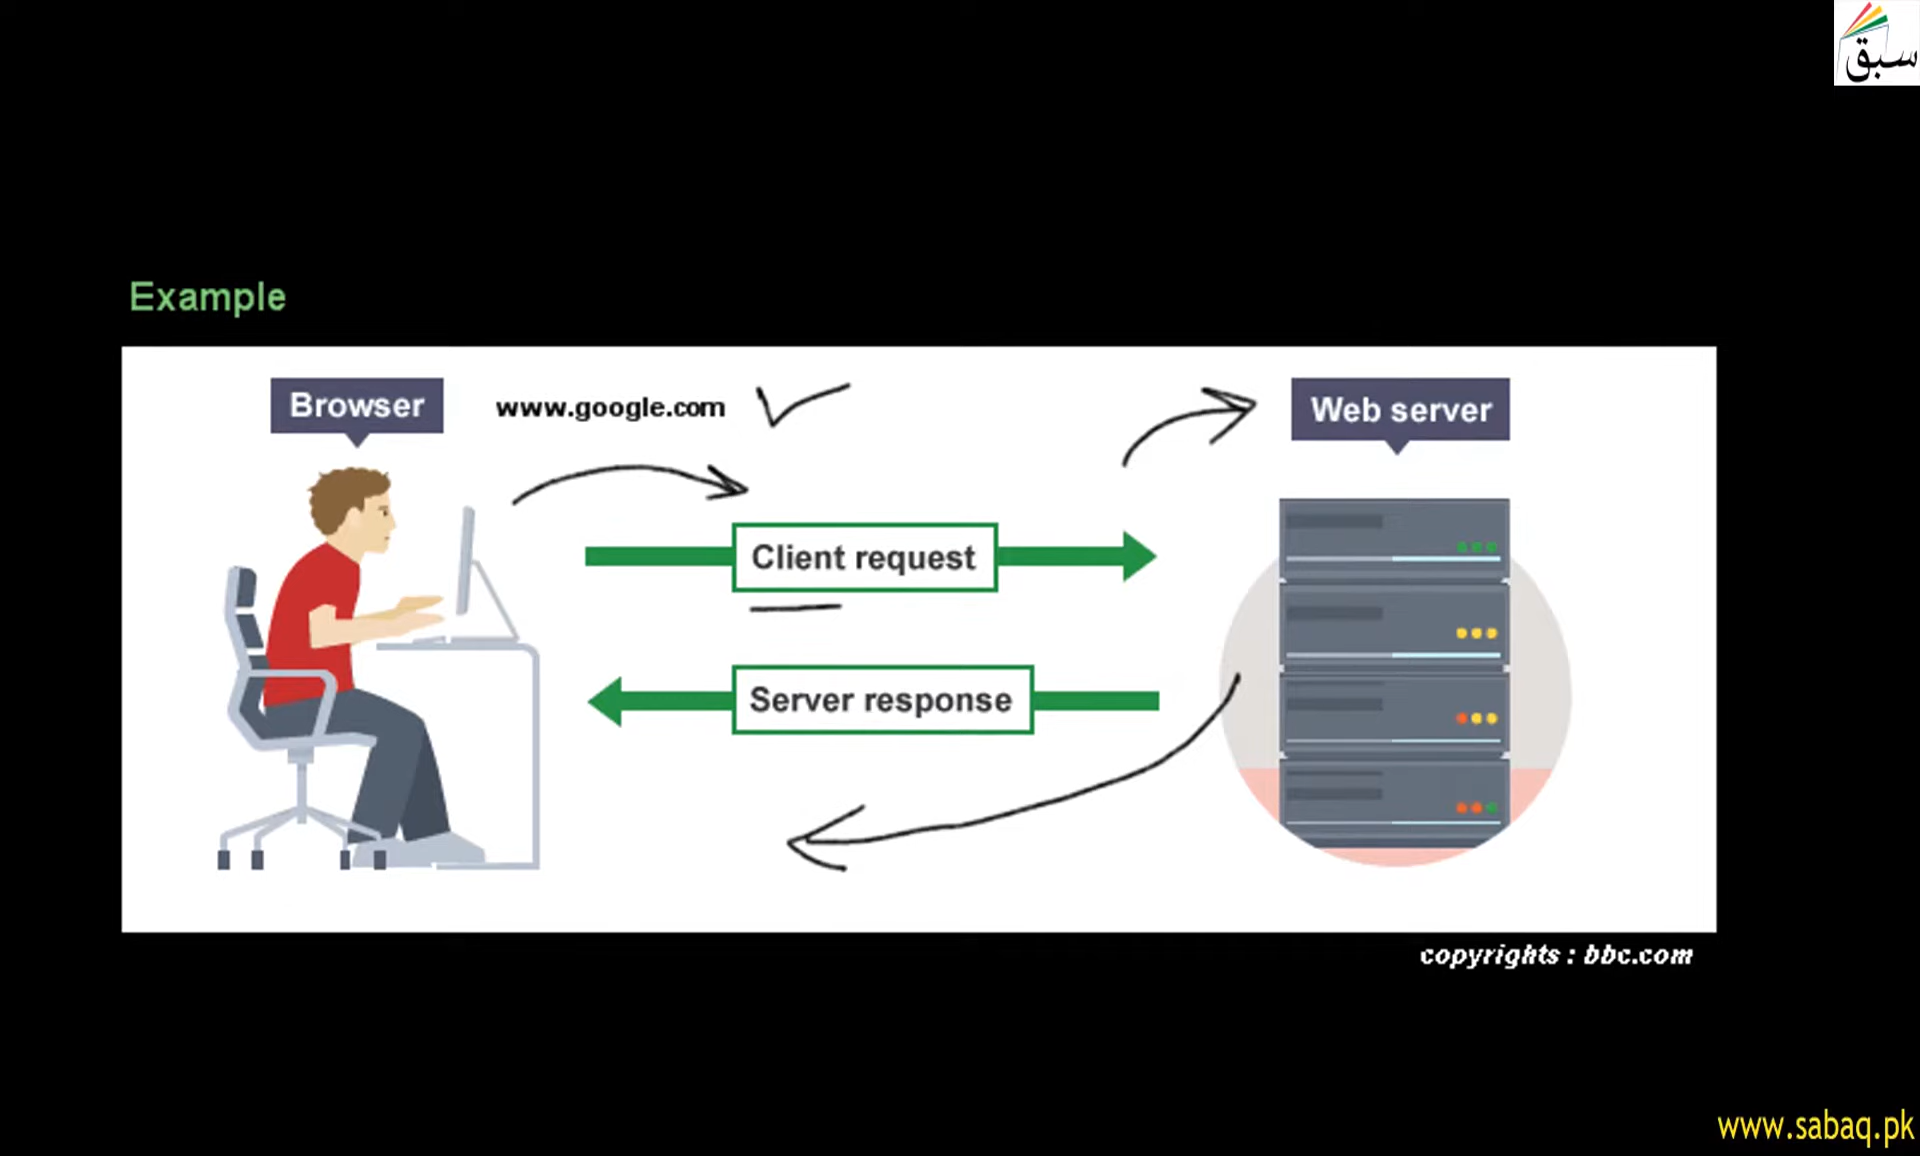 سبق
Example
Browser
www.google.com
Web server
Client request
Server response
copyrights : bbc.com
www.sabaq.pk